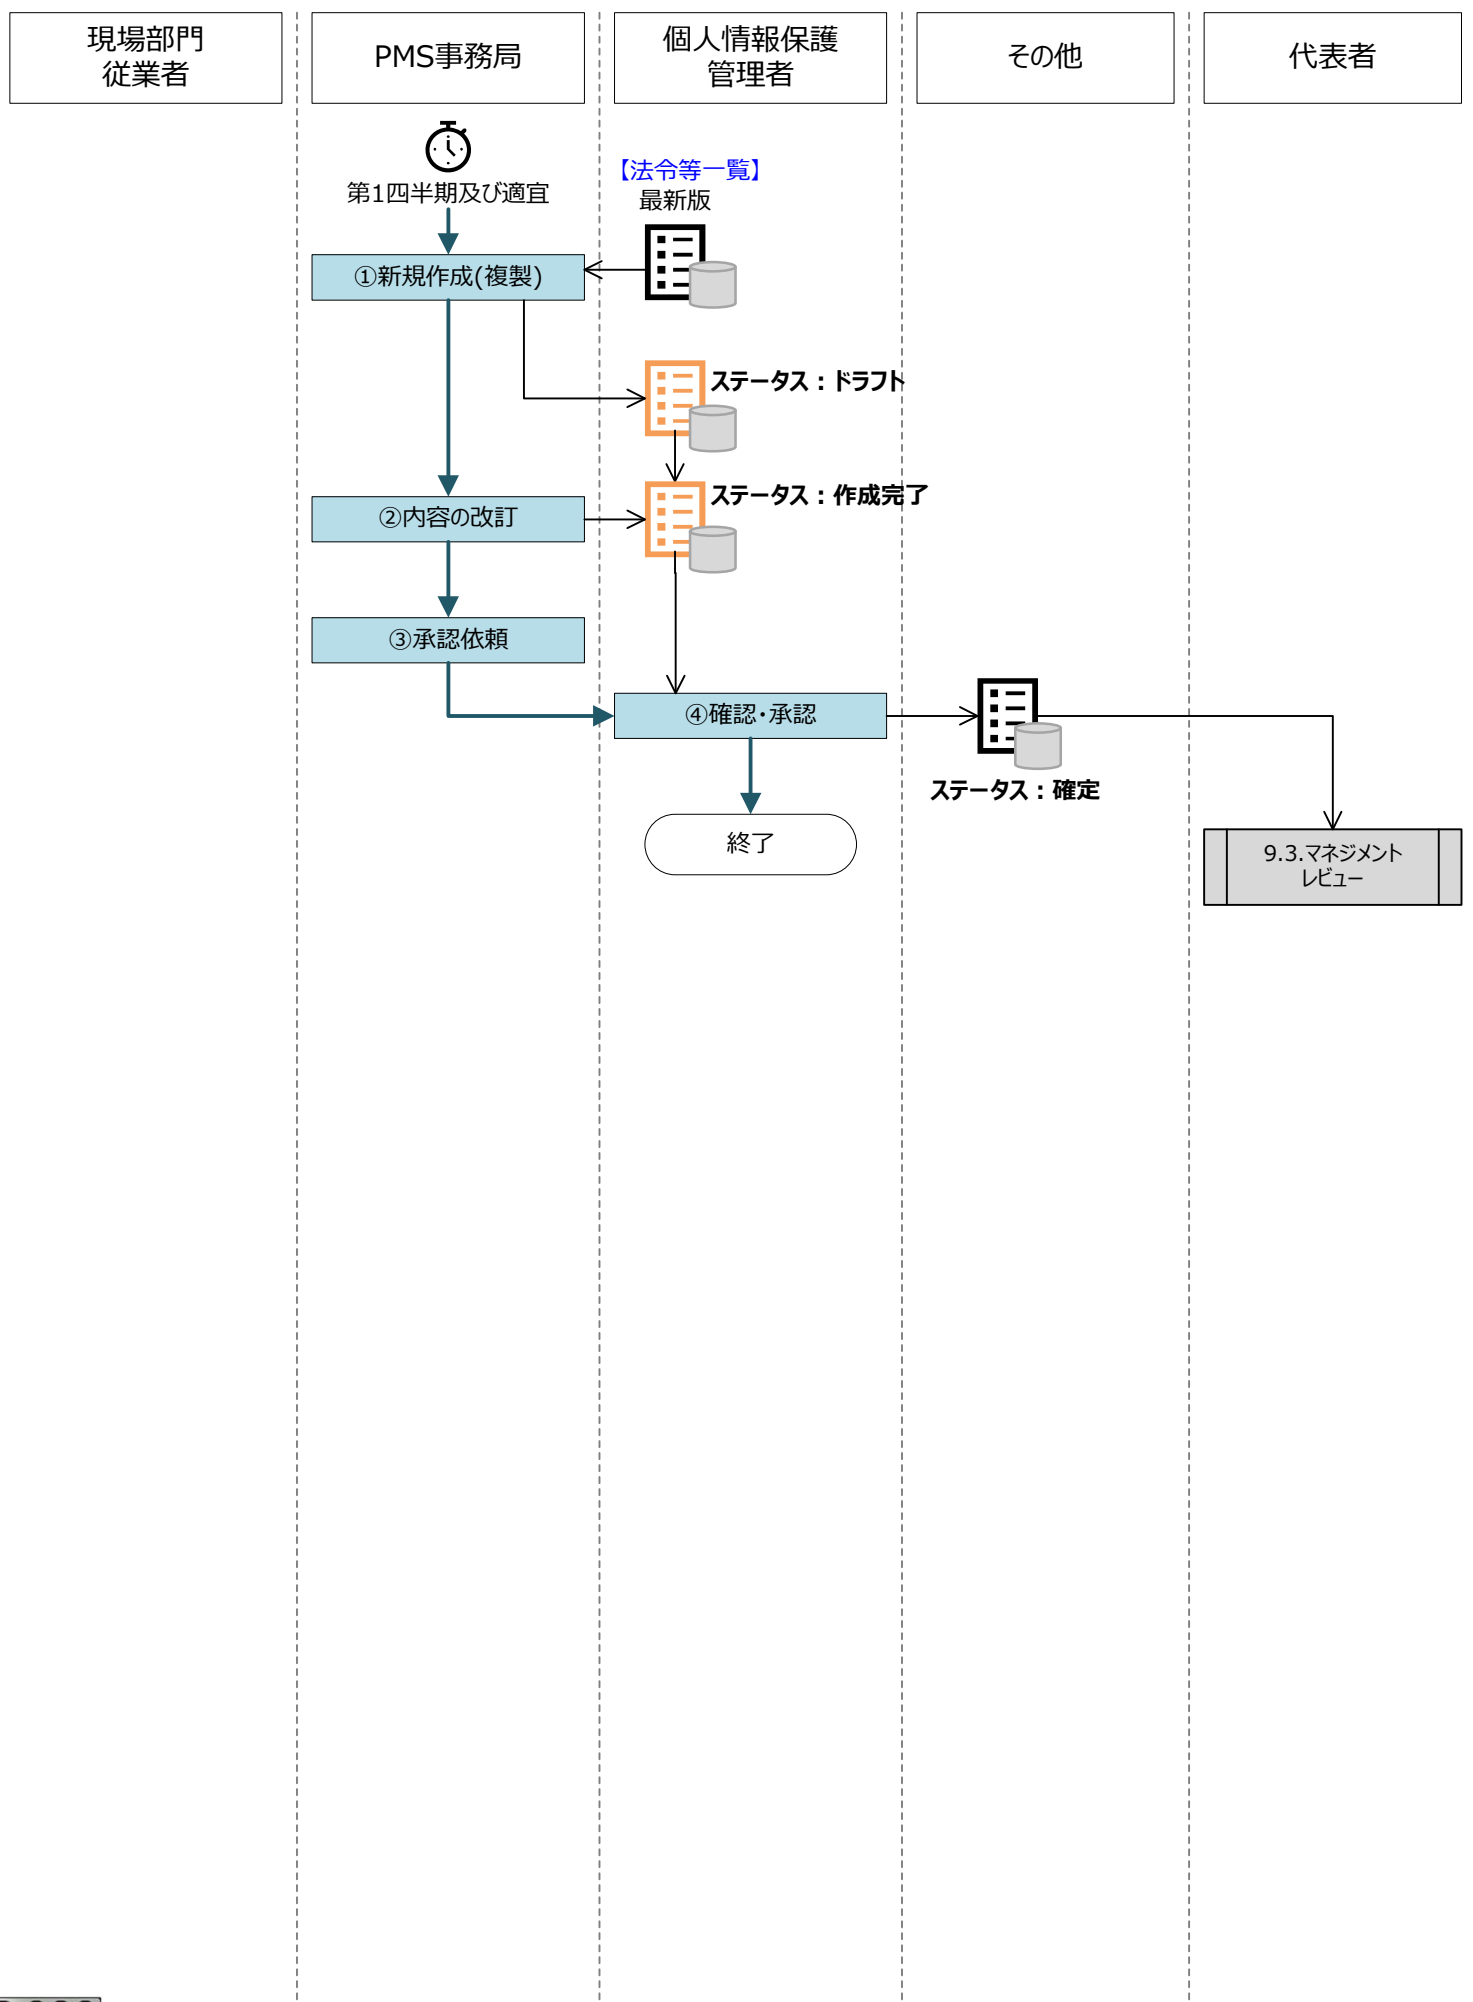 現場部門
従業者
PMS事務局
個人情報保護
管理者
その他
代表者
第1四半期及び適宜
【法令等一覧】
最新版
①新規作成(複製)
ステータス：ドラフト
ステータス：作成完了
②内容の改訂
③承認依頼
④確認・承認
ステータス：確定
終了
9.3.マネジメント
レビュー